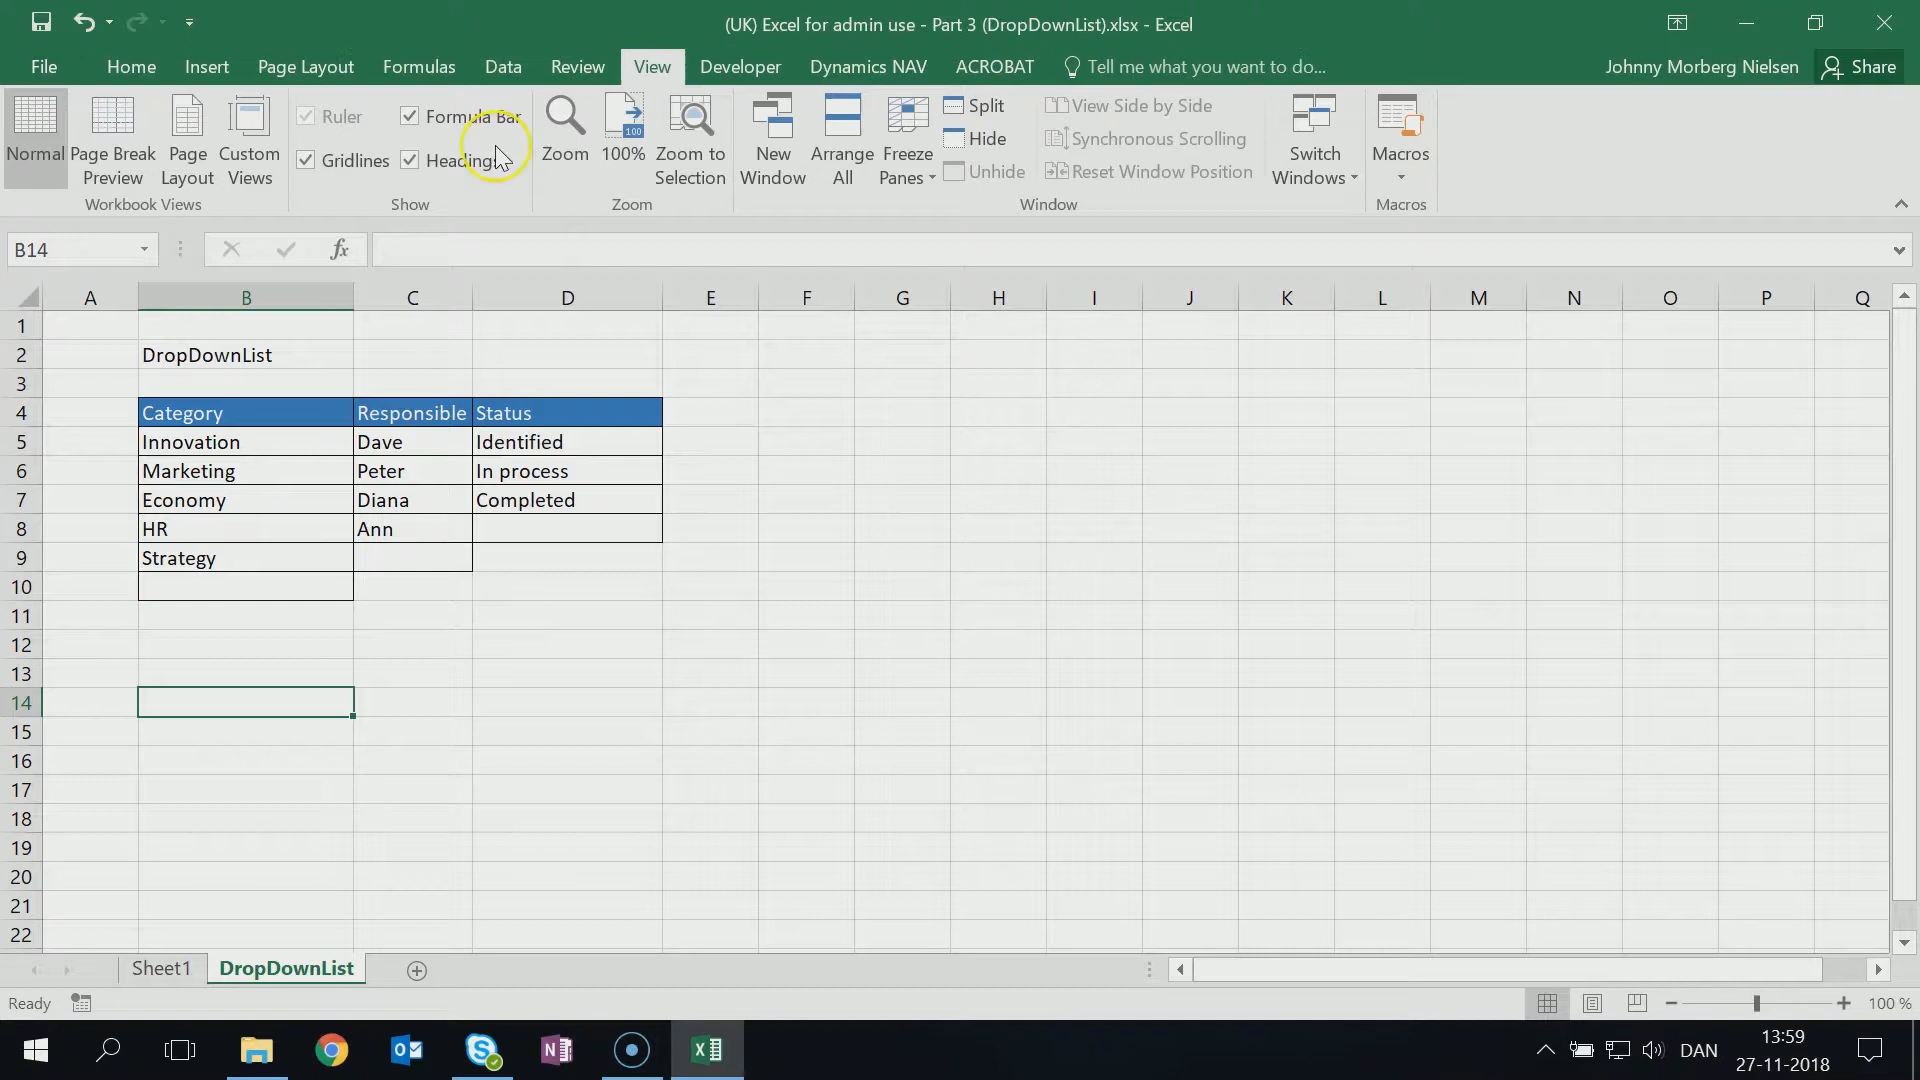 (UK) Excel for admin use - Part 3 (DropDownList).xlsx - Excel
File Home Insert Page Layout Formulas Data Review View Developer Dynamics NAV ACROBAT Tell me what you want to do... Johnny Morberg Nielsen Share
Normal
Page Break Preview
Page Layout
Custom Views
Workbook Views
Ruler
Formula Bar
Gridlines
Headings
Show
Zoom
100
100%
Zoom to Selection
Zoom
New Window
Arrange All
Freeze Panes
Split
Hide
Unhide
View Side by Side
Synchronous Scrolling
Reset Window Position
Window
Switch Windows
Macros
Macros
B14 fx
A B C D E F G H I J K L M N O P Q
1
2 DropDownList
3
4 Category Responsible Status
5 Innovation Dave Identified
6 Marketing Peter In process
7 Economy Diana Completed
8 HR Ann
9 Strategy
10
11
12
13
14
15
16
17
18
19
20
21
22
Sheet1 DropDownList
Ready 100 %
DAN 13:59
27-11-2018